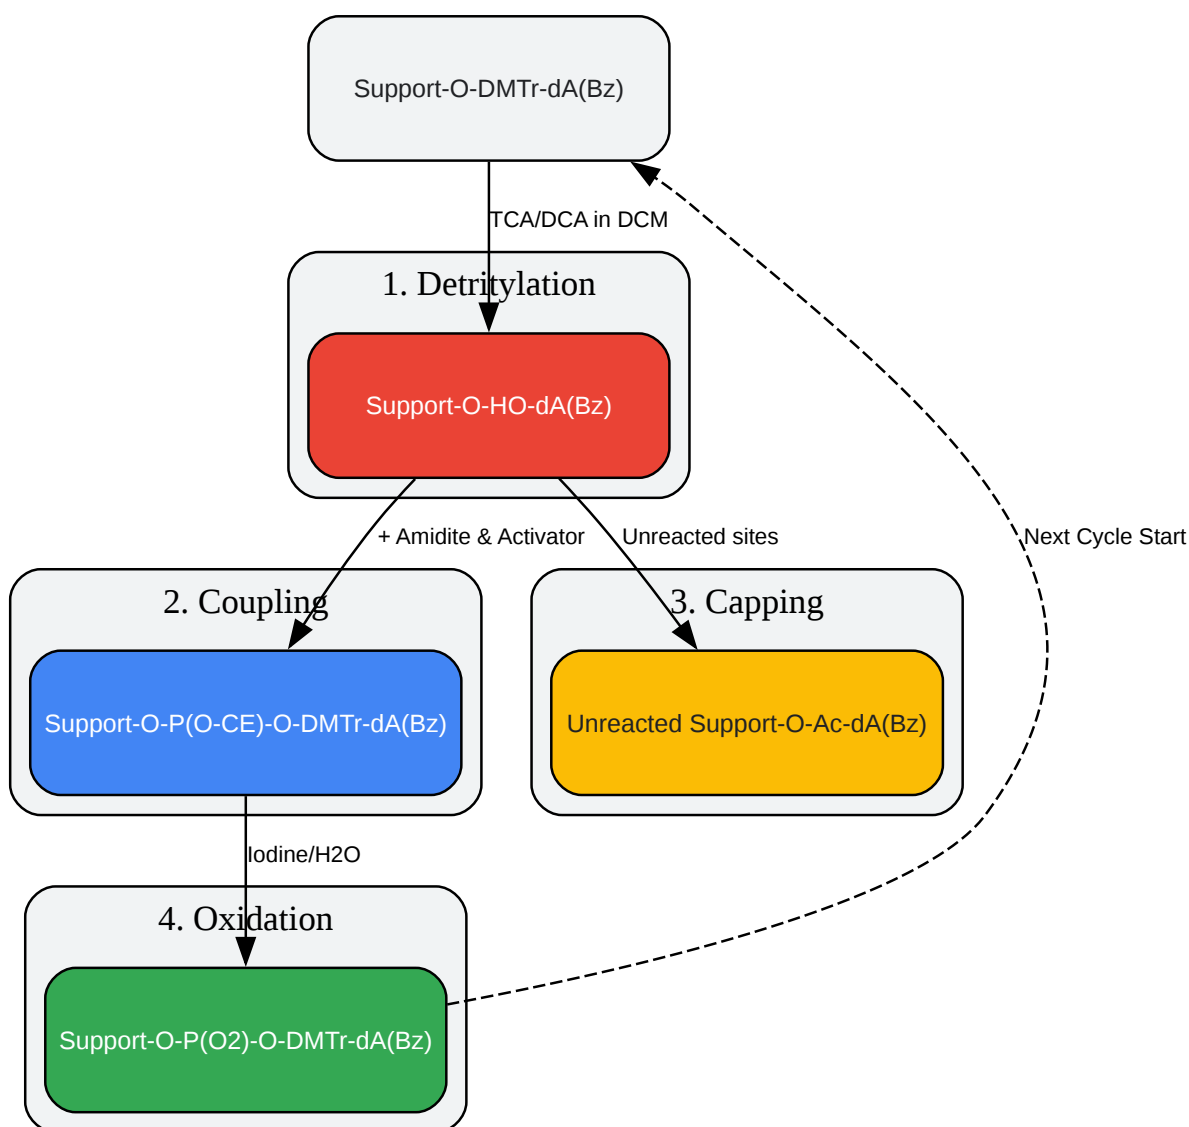 Support-O-DMTr-dA(Bz)
TCA/DCA in DCM
1. Detritylation
Support-O-HO-dA(Bz)
+ Amidite & Activator
Unreacted sites
Next Cycle Start
2. Coupling
3. Capping
Support-O-P(O-CE)-O-DMTr-dA(Bz)
Unreacted Support-O-Ac-dA(Bz)
Iodine/H2O
4. Oxidation
Support-O-P(O2)-O-DMTr-dA(Bz)